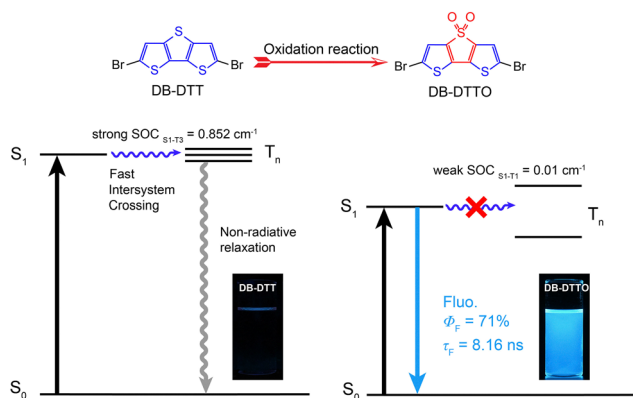 O O
S
S
Oxidation reaction
Br S S Br
Br S S Br
DB-DTT
DB-DTTO
strong SOC S1-T3 = 0.852 cm-1
S1
Tn
Fast
Intersystem
Crossing
weak SOC S1-T1 = 0.01 cm-1
S1
Tn
Non-radiative
relaxation
DB-DTT
DB-DTTO
Fluo.
ΦF = 71%
τF = 8.16 ns
S0
S0